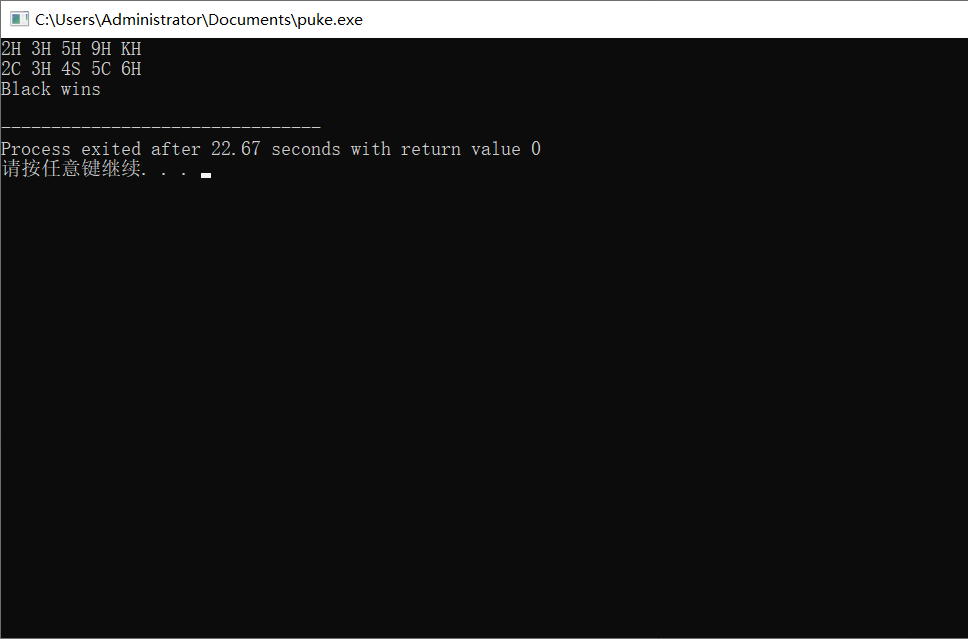 C:\Users\Administrator\Documents\puke.exe
2H 3H 5H 9H KH
2C 3H 4S 5C 6H
Black wins
--------------------------------
Process exited after 22.67 seconds with return value 0
请按任意键继续. . .